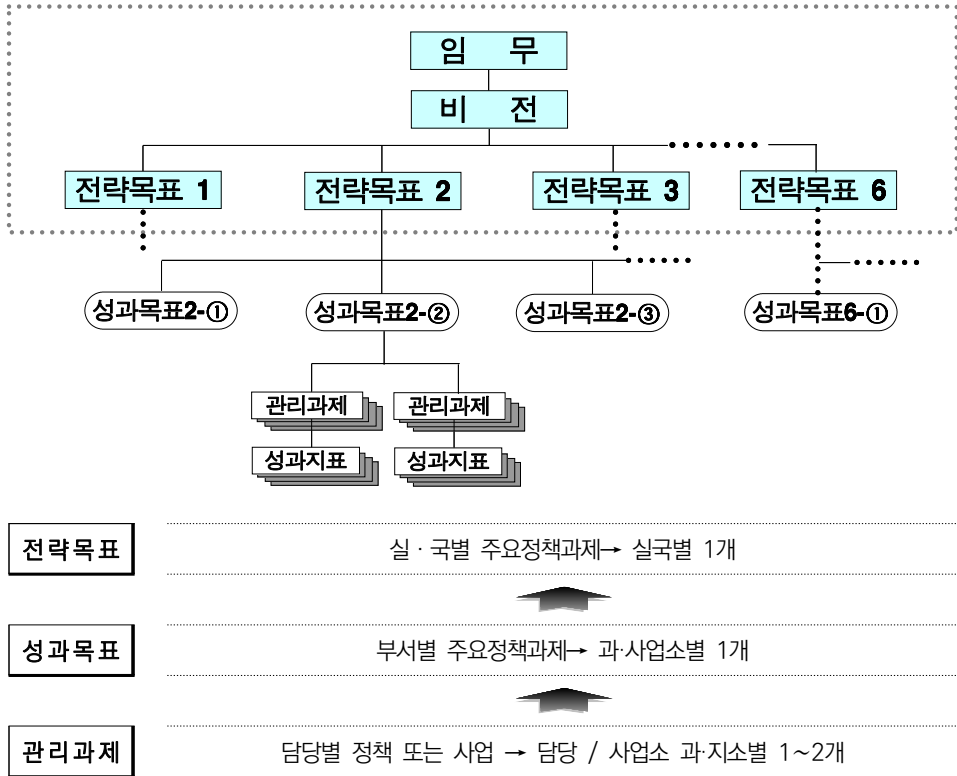 임 무
비 전
전략목표 1 전략목표 2 전략목표 3 전략목표 6
성과목표2-① 성과목표2-② 성과목표2-③ 성과목표6-①
관리과제 관리과제
성과지표 성과지표
전략목표 실 · 국별 주요정책과제→ 실국별 1개
성과목표 부서별 주요정책과제→ 과·사업소별 1개
관리과제 담당별 정책 또는 사업 → 담당 / 사업소 과·지소별 1~2개